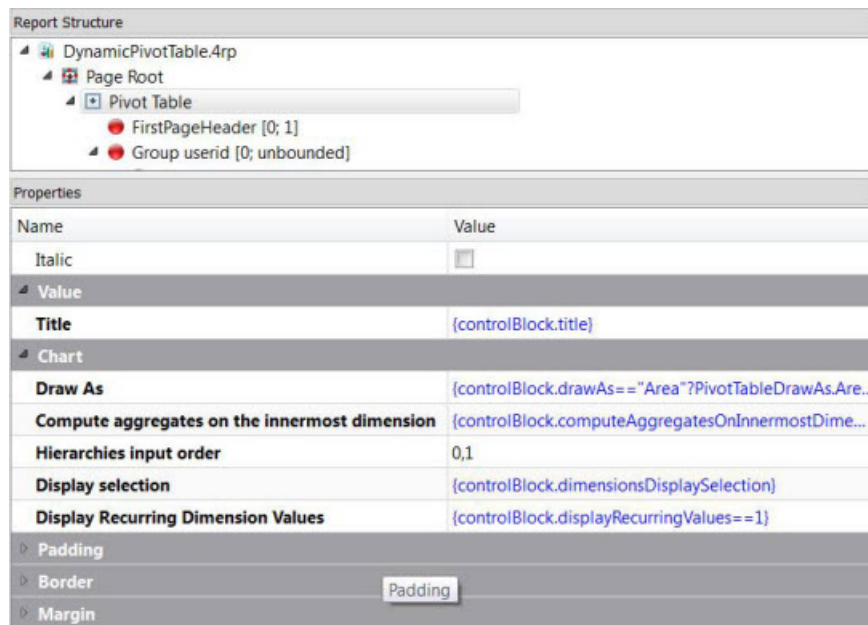 Report Structure
DynamicPivotTable.4rp
Page Root
Pivot Table
FirstPageHeader [0; 1]
Group userid [0; unbounded]
Properties
Name Value
Italic
Value
Title {controlBlock.title}
Chart
Draw As {controlBlock.drawAs=="Area"?PivotTableDrawAs.Are...
Compute aggregates on the innermost dimension {controlBlock.computeAggregatesOnInnermostDime...
Hierarchies input order 0,1
Display selection {controlBlock.dimensionsDisplaySelection}
Display Recurring Dimension Values {controlBlock.displayRecurringValues==1}
Padding
Border
Padding
Margin